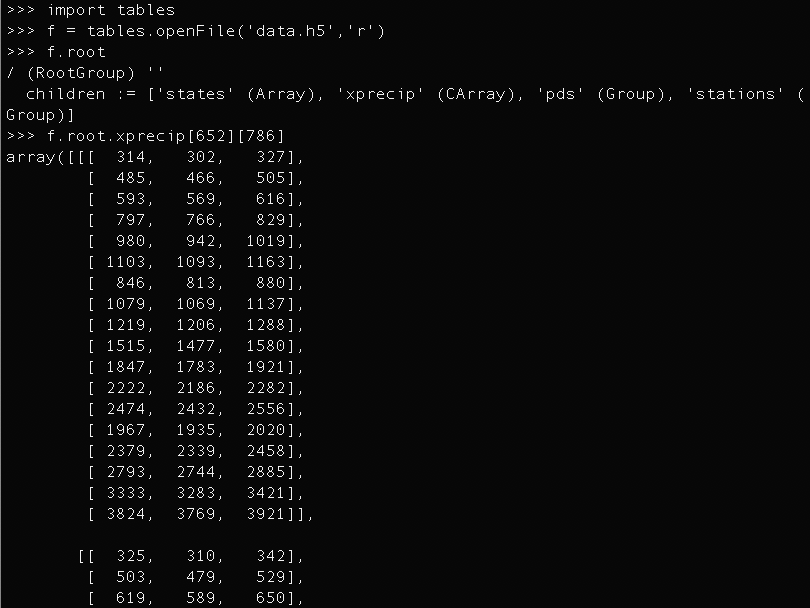 >>> import tables
>>> f = tables.openFile('data.h5','r')
>>> f.root
/ (RootGroup) ''
  children := ['states' (Array), 'xprecip' (CArray), 'pds' (Group), 'stations' (
Group)]
>>> f.root.xprecip[652][786]
array([[[  314,   302,   327],
        [  485,   466,   505],
        [  593,   569,   616],
        [  797,   766,   829],
        [  980,   942,  1019],
        [ 1103,  1093,  1163],
        [  846,   813,   880],
        [ 1079,  1069,  1137],
        [ 1219,  1206,  1288],
        [ 1515,  1477,  1580],
        [ 1847,  1783,  1921],
        [ 2222,  2186,  2282],
        [ 2474,  2432,  2556],
        [ 1967,  1935,  2020],
        [ 2379,  2339,  2458],
        [ 2793,  2744,  2885],
        [ 3333,  3283,  3421],
        [ 3824,  3769,  3921]],

       [[  325,   310,   342],
        [  503,   479,   529],
        [  619,   589,   650],